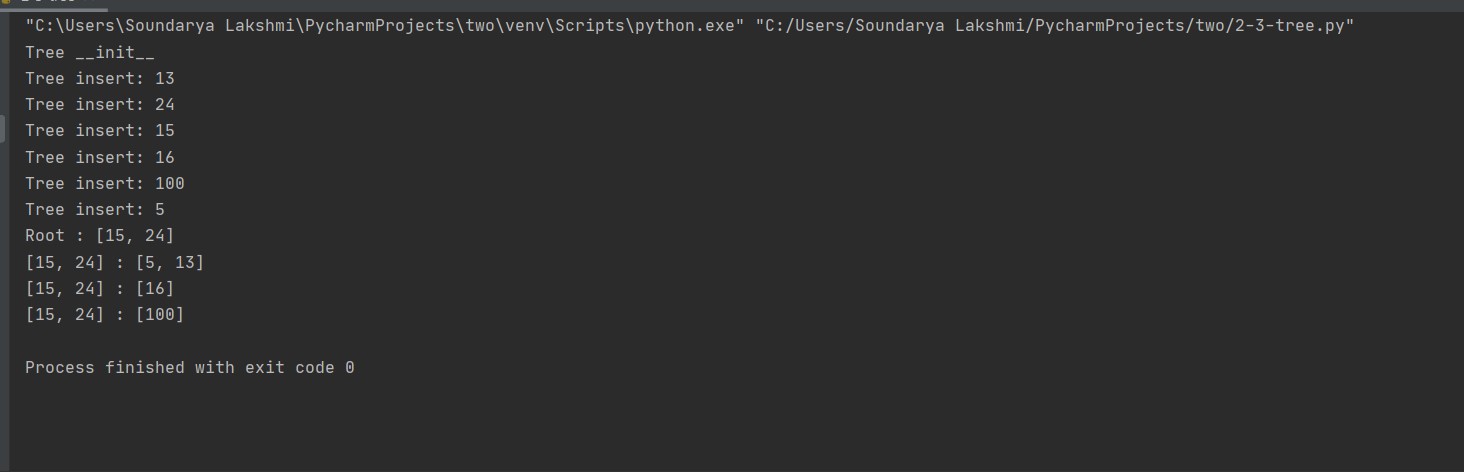 "C:\Users\Soundarya Lakshmi\PycharmProjects\two\venv\Scripts\python.exe" "C:/Users/Soundarya Lakshmi/PycharmProjects/two/2-3-tree.py"
Tree __init__
Tree insert: 13
Tree insert: 24
Tree insert: 15
Tree insert: 16
Tree insert: 100
Tree insert: 5
Root : [15, 24]
[15, 24] : [5, 13]
[15, 24] : [16]
[15, 24] : [100]
Process finished with exit code 0